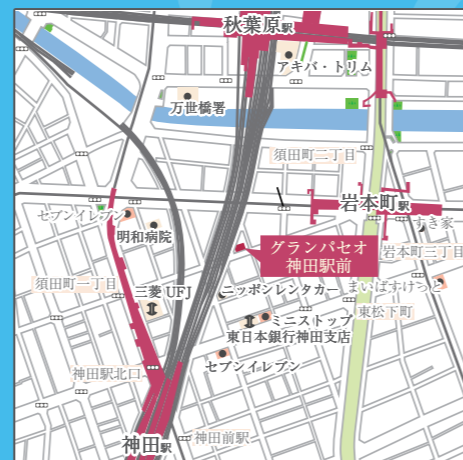 秋葉原駅
アキバ・トリム
万世橋署
須田町二丁目
岩本町駅
セブンイレブン
すき家
明和病院
グランパセオ
神田駅前
岩本町三丁目
須田町一丁目
三菱UFJ
ニッポンレンタカー
まいばすけっと
ミニストップ
東松下町
東日本銀行神田支店
セブンイレブン
神田駅北口
神田駅
神田前駅